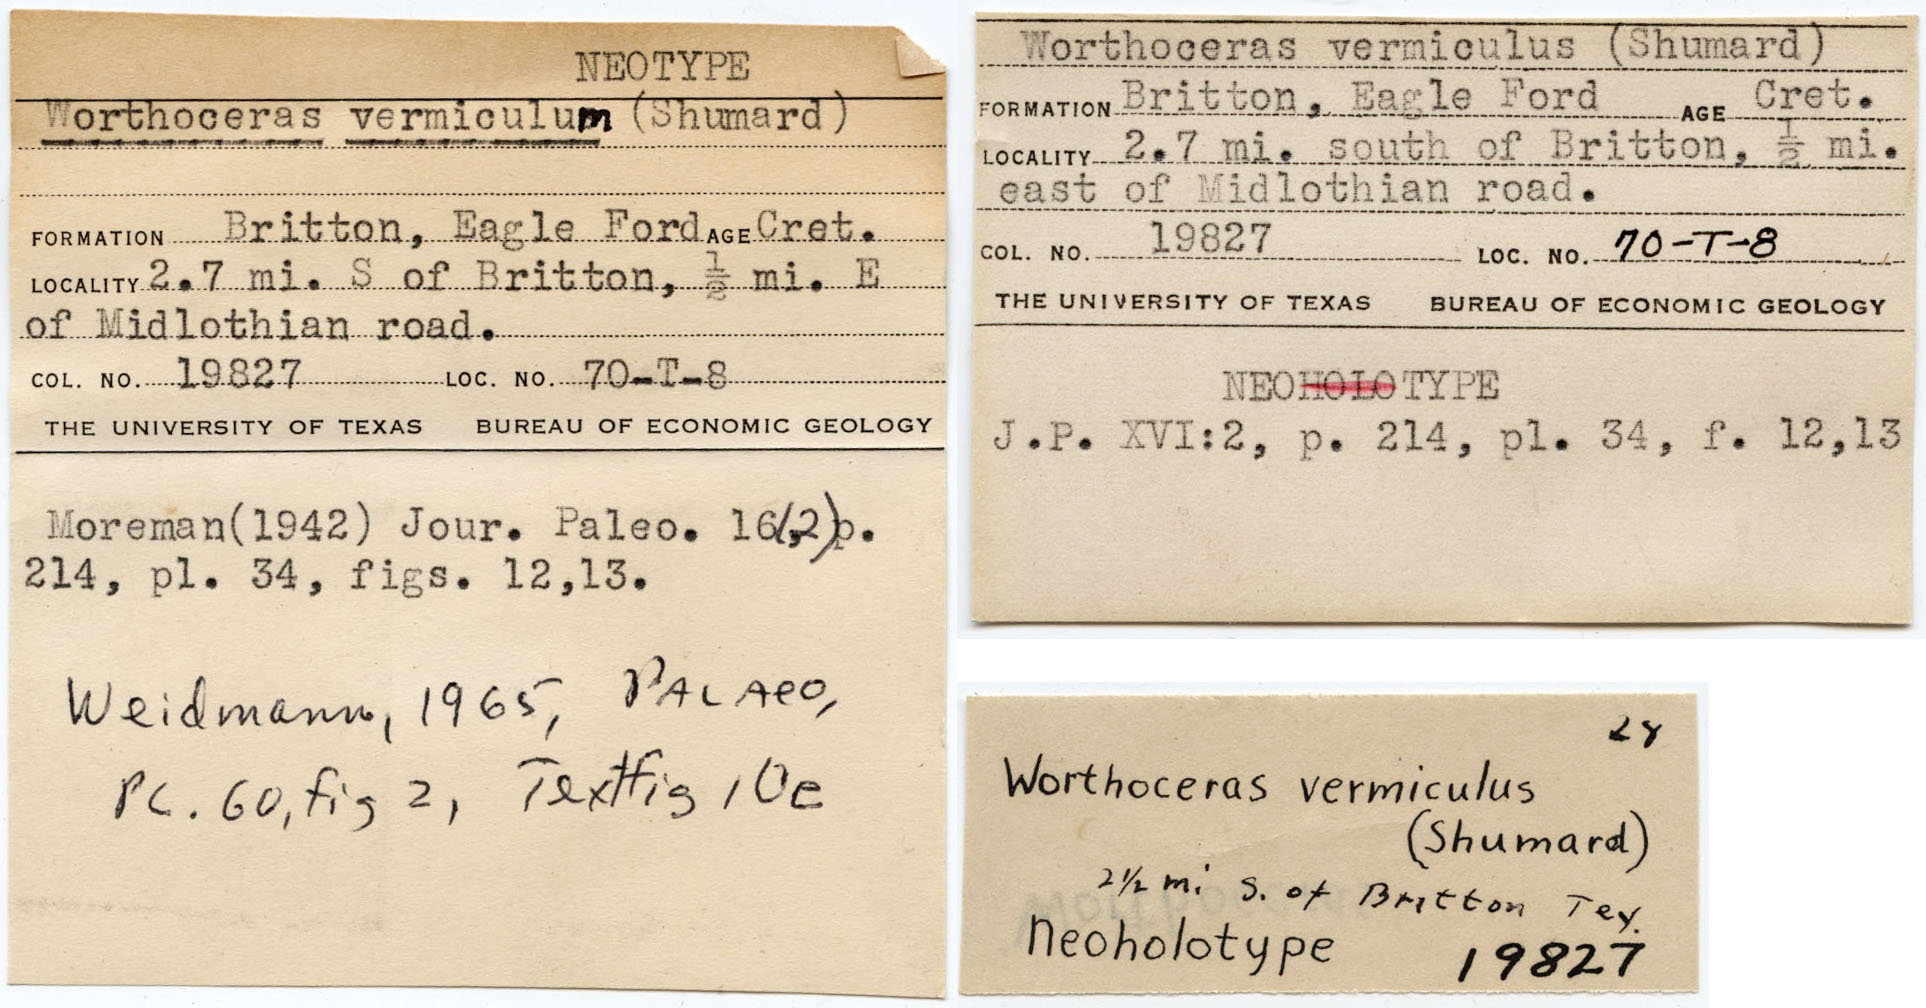 NEOTYPE
Worthoceras vermiculum (Shumard)
FORMATION Britton, Eagle Ford AGE Cret.
LOCALITY 2.7 mi. S of Britton, 1/2 mi. E
of Midlothian road.
COL. NO. 19827 LOC. NO. 70-T-8
THE UNIVERSITY OF TEXAS BUREAU OF ECONOMIC GEOLOGY
Moreman(1942) Jour. Paleo. 16(2)p.
214, pl. 34, figs. 12,13.
Weidmann, 1965, PALAeo,
PL. 60, fig 2, Textfig 10e
Worthoceras vermiculus (Shumard)
FORMATION Britton, Eagle Ford AGE Cret.
LOCALITY 2.7 mi. south of Britton, 1/2 mi.
east of Midlothian road.
COL. NO. 19827 LOC. NO. 70-T-8
THE UNIVERSITY OF TEXAS BUREAU OF ECONOMIC GEOLOGY
NEOHOLOTYPE
J.P. XVI:2, p. 214, pl. 34, f. 12,13
Worthoceras vermiculus
(Shumard)
2 1/2 mi S. of Britton Tex.
Neoholotype 19827